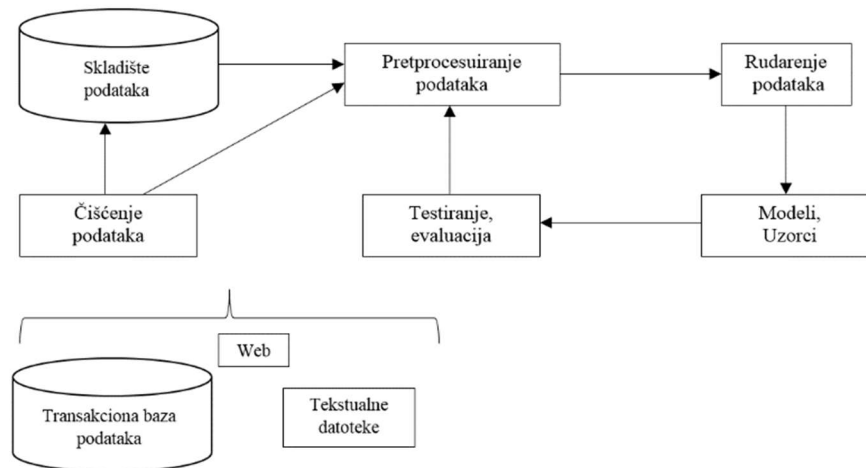 Skladište
podataka
Pretprocesuiranje
podataka
Rudarenje
podataka
Čišćenje
podataka
Testiranje,
evaluacija
Modeli,
Uzorci
Web
Transakciona baza
podataka
Tekstualne
datoteke